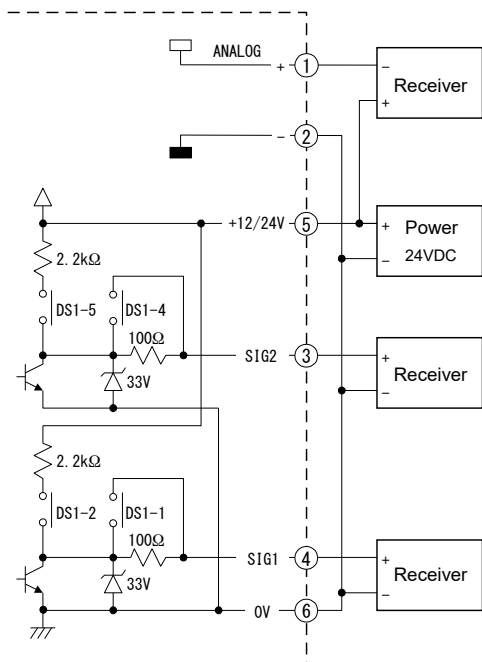 ANALOG
+ 1
- Receiver
+
- 2
+12/24V 5
+ Power
24VDC
-
2.2kΩ
DS1-5
DS1-4
100Ω
SIG2 3
+ Receiver
-
33V
2.2kΩ
DS1-2
DS1-1
100Ω
SIG1 4
+ Receiver
-
33V
0V 6